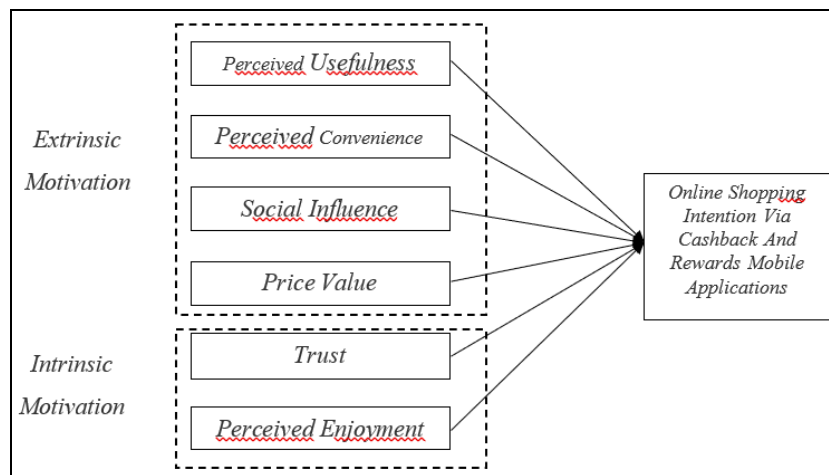 Extrinsic
Motivation
Perceived Usefulness
Perceived Convenience
Social Influence
Price Value
Intrinsic
Motivation
Trust
Perceived Enjoyment
Online Shopping
Intention Via
Cashback And
Rewards Mobile
Applications